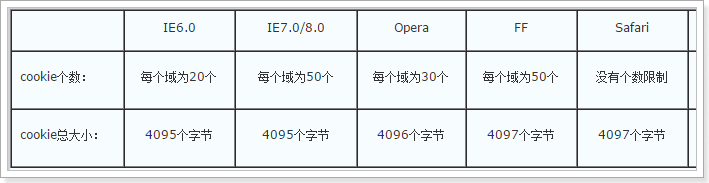 IE6.0 IE7.0/8.0 Opera FF Safari
cookie个数： 每个域为20个 每个域为50个 每个域为30个 每个域为50个 没有个数限制
cookie总大小： 4095个字节 4095个字节 4096个字节 4097个字节 4097个字节